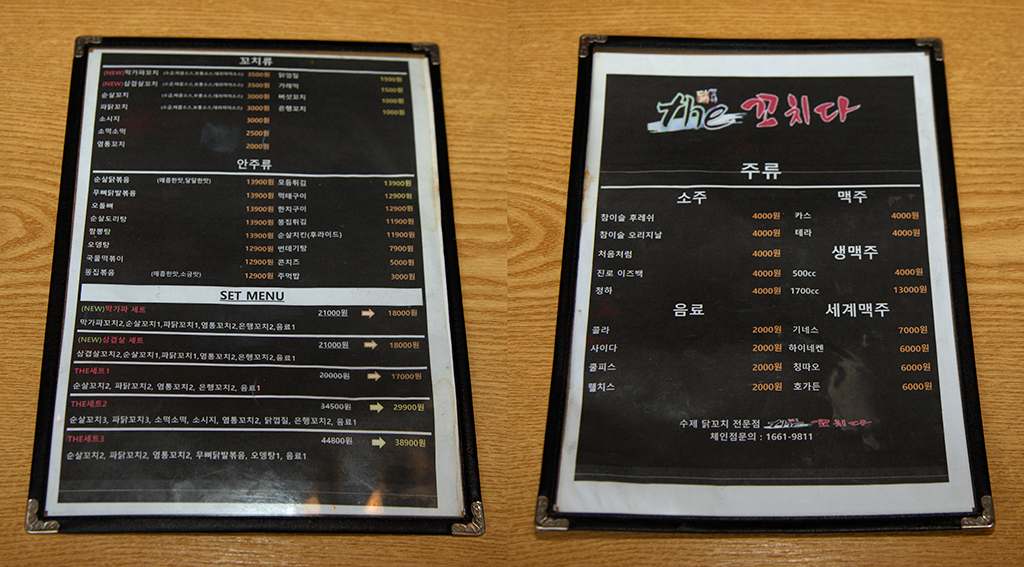 꼬치류
(NEW)막가파꼬치 3500원 닭껍질 1500원
(NEW)삼겹살꼬치 3500원 가래떡 1500원
순살꼬치 3000원 버섯꼬치 1000원
파닭꼬치 3000원 은행꼬치 1000원
소시지 3000원
소떡소떡 2500원
염통꼬치 2000원
안주류
순살닭볶음 (매콤한맛,달달한맛) 13900원 모듬튀김 13900원
무뼈닭발볶음 13900원 먹태구이 12900원
오돌뼈 13900원 한치구이 12900원
순살도리탕 13900원 똥집튀김 11900원
짬뽕탕 13900원 순살치킨(후라이드) 11900원
오뎅탕 12900원 번데기탕 7900원
국물떡볶이 12900원 콘치즈 5000원
똥집볶음 (매콤한맛,소금맛) 12900원 주먹밥 3000원
SET MENU
(NEW)막가파 세트 21000원 18000원
막가파꼬치2,순살꼬치1,파닭꼬치1,염통꼬치2,은행꼬치2,음료1
(NEW)삼겹살 세트 21000원 18000원
삼겹살꼬치2,순살꼬치1,파닭꼬치1,염통꼬치2,은행꼬치2,음료1
THE세트1 20000원 17000원
순살꼬치2, 파닭꼬치2, 염통꼬치2, 은행꼬치2, 음료1
THE세트2 34500원 29900원
순살꼬치3, 파닭꼬치3, 소떡소떡, 소시지, 염통꼬치2, 닭껍질, 은행꼬치2, 음료1
THE세트3 44800원 38900원
순살꼬치2, 파닭꼬치2, 염통꼬치2, 무뼈닭발볶음, 오뎅탕1, 음료1
the 꼬치다
주류
소주 맥주
참이슬 후레쉬 4000원 카스 4000원
참이슬 오리지날 4000원 테라 4000원
처음처럼 4000원 생맥주
진로 이즈백 4000원 500cc 4000원
청하 4000원 1700cc 13000원
음료 세계맥주
콜라 2000원 기네스 7000원
사이다 2000원 하이네켄 6000원
쿨피스 2000원 칭따오 6000원
웰치스 2000원 호가든 6000원
수제 닭꼬치 전문점 the 꼬치다
체인점문의 : 1661-9811